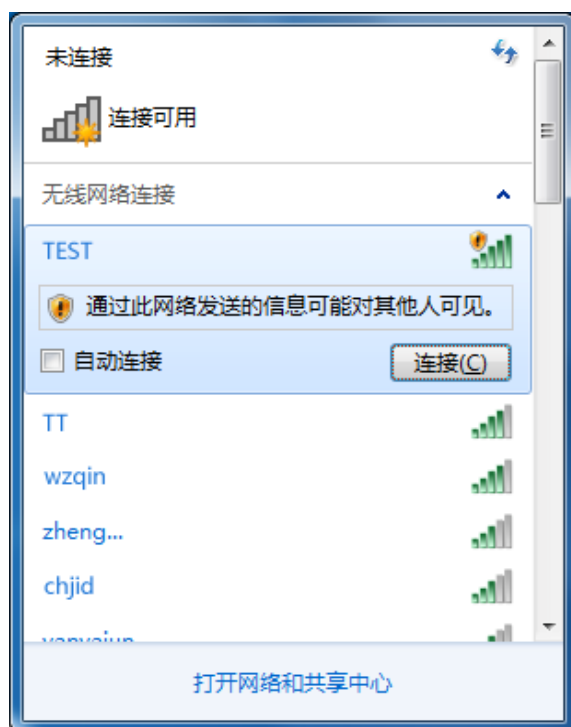 未连接
连接可用
无线网络连接
TEST
通过此网络发送的信息可能对其他人可见。
自动连接
连接(C)
TT
wzqin
zheng...
chjid
打开网络和共享中心